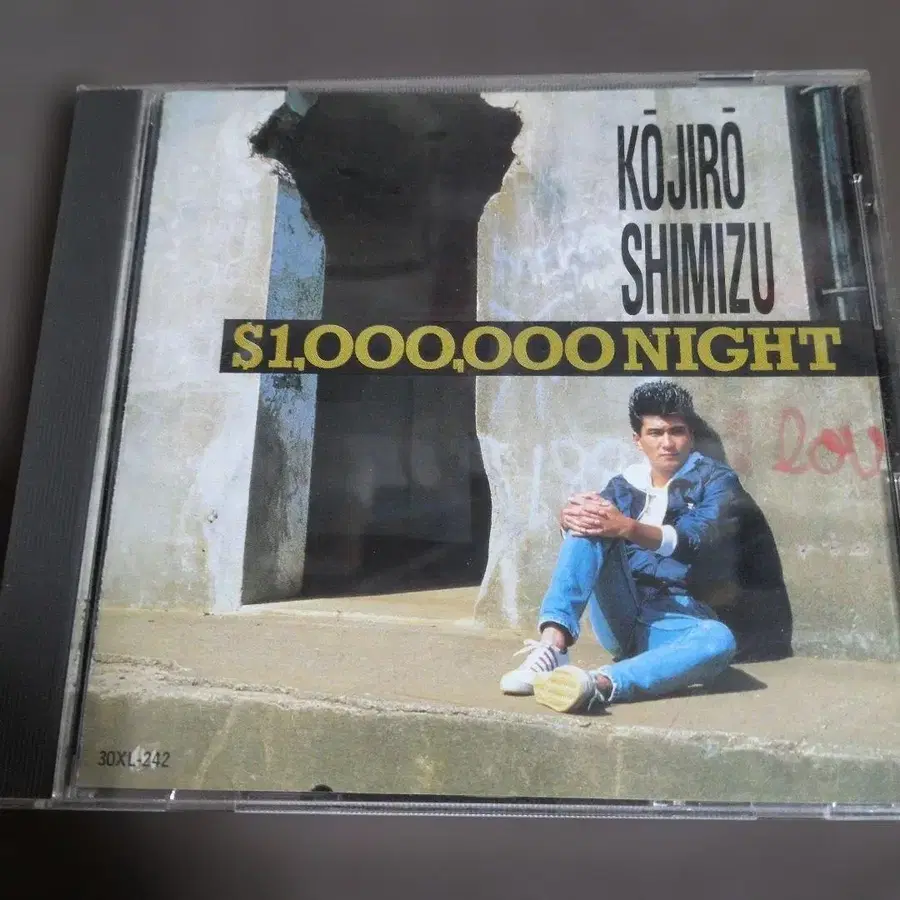 KŌJIRŌ
SHIMIZU
$1,000,000 NIGHT
love
30XL-242